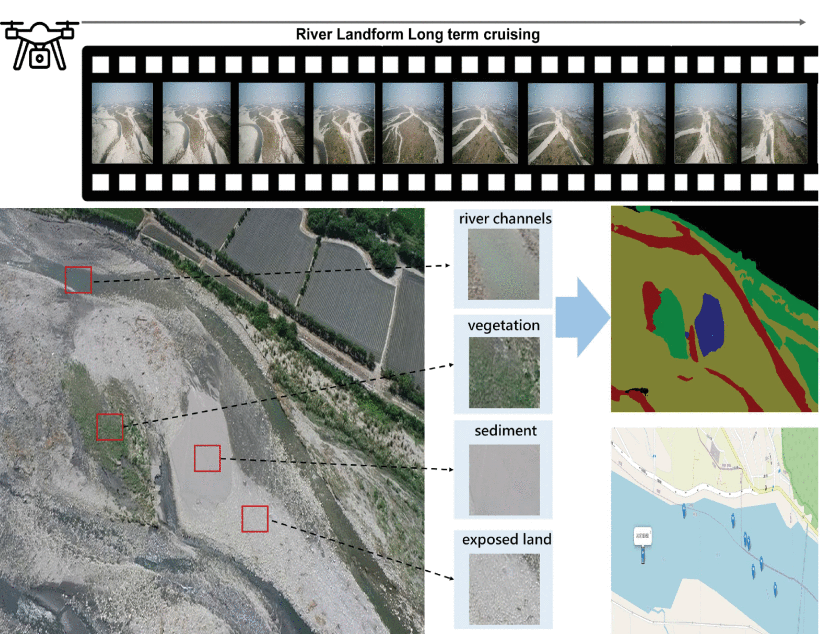 River Landform Long term cruising
river channels
vegetation
sediment
exposed land